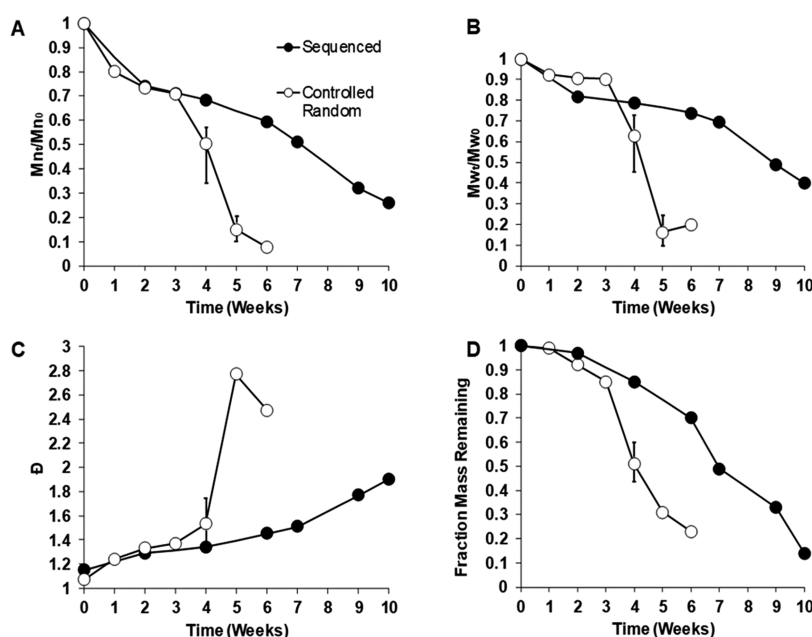 A
Mnₜ/Mn₀
1
0.9
0.8
0.7
0.6
0.5
0.4
0.3
0.2
0.1
0
0 1 2 3 4 5 6 7 8 9 10
Time (Weeks)
Sequenced
Controlled
Random
B
Mwₜ/Mw₀
1
0.9
0.8
0.7
0.6
0.5
0.4
0.3
0.2
0.1
0
0 1 2 3 4 5 6 7 8 9 10
Time (Weeks)
C
Đ
3
2.8
2.6
2.4
2.2
2
1.8
1.6
1.4
1.2
1
0 1 2 3 4 5 6 7 8 9 10
Time (Weeks)
D
Fraction Mass Remaining
1
0.9
0.8
0.7
0.6
0.5
0.4
0.3
0.2
0.1
0
0 1 2 3 4 5 6 7 8 9 10
Time (Weeks)